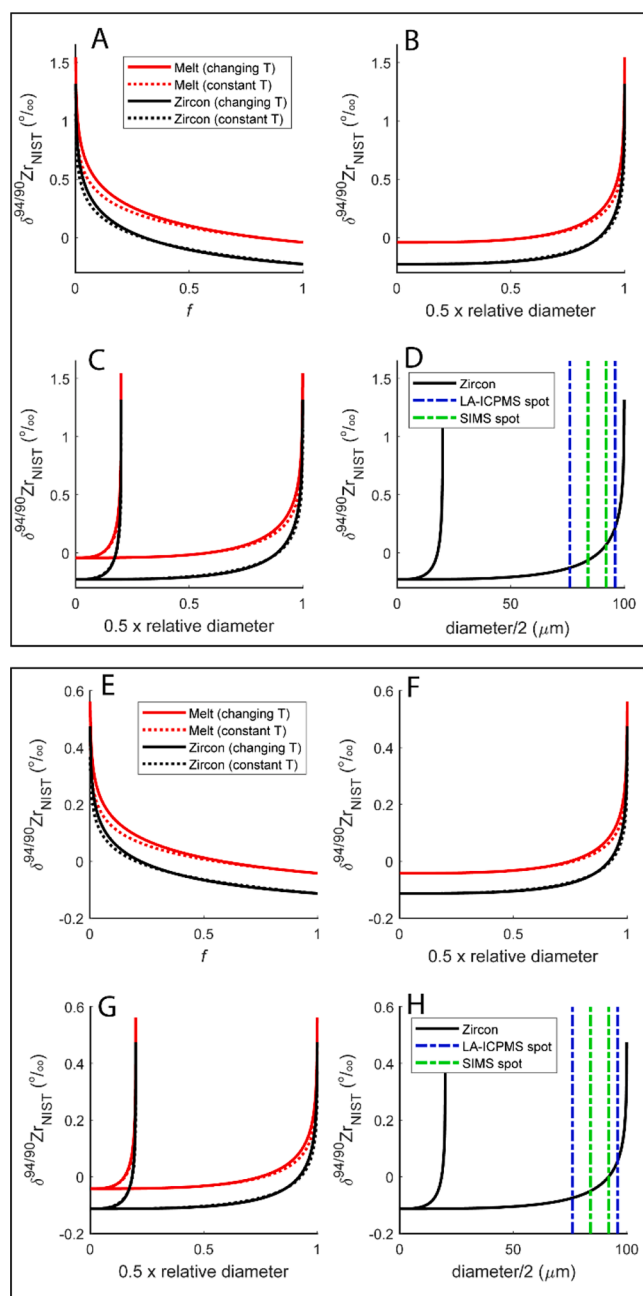 A
B
Melt (changing T)
Melt (constant T)
Zircon (changing T)
Zircon (constant T)
1.5
1
0.5
0
δ94/90ZrNIST (o/oo)
0
0.5
1
f
1.5
1
0.5
0
δ94/90ZrNIST (o/oo)
0
0.5
1
0.5 x relative diameter
C
D
1.5
1
0.5
0
δ94/90ZrNIST (o/oo)
0
0.5
1
0.5 x relative diameter
Zircon
LA-ICPMS spot
SIMS spot
1.5
1
0.5
0
δ94/90ZrNIST (o/oo)
0
50
100
diameter/2 (μm)
E
F
Melt (changing T)
Melt (constant T)
Zircon (changing T)
Zircon (constant T)
0.6
0.4
0.2
0
-0.2
δ94/90ZrNIST (o/oo)
0
0.5
1
f
0.6
0.4
0.2
0
-0.2
δ94/90ZrNIST (o/oo)
0
0.5
1
0.5 x relative diameter
G
H
0.6
0.4
0.2
0
-0.2
δ94/90ZrNIST (o/oo)
0
0.5
1
0.5 x relative diameter
Zircon
LA-ICPMS spot
SIMS spot
0.6
0.4
0.2
0
-0.2
δ94/90ZrNIST (o/oo)
0
50
100
diameter/2 (μm)